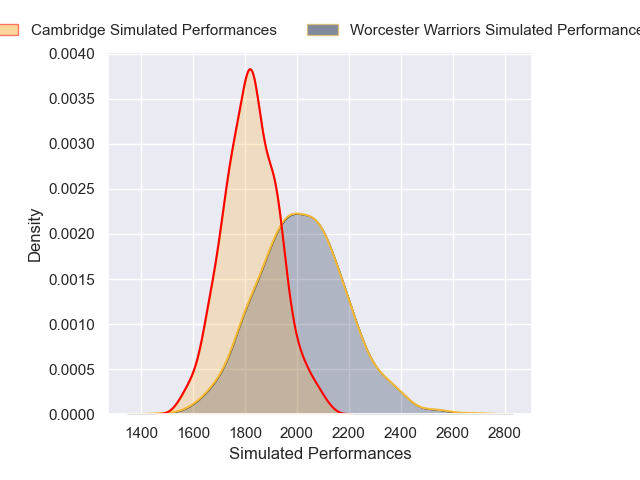 Cambridge Simulated Performances
Worcester Warriors Simulated Performance
0.0040
0.0035
0.0030
0.0025
0.0020
0.0015
0.0010
0.0005
0.0000
Density
1400 1600 1800 2000 2200 2400 2600 2800
Simulated Performances